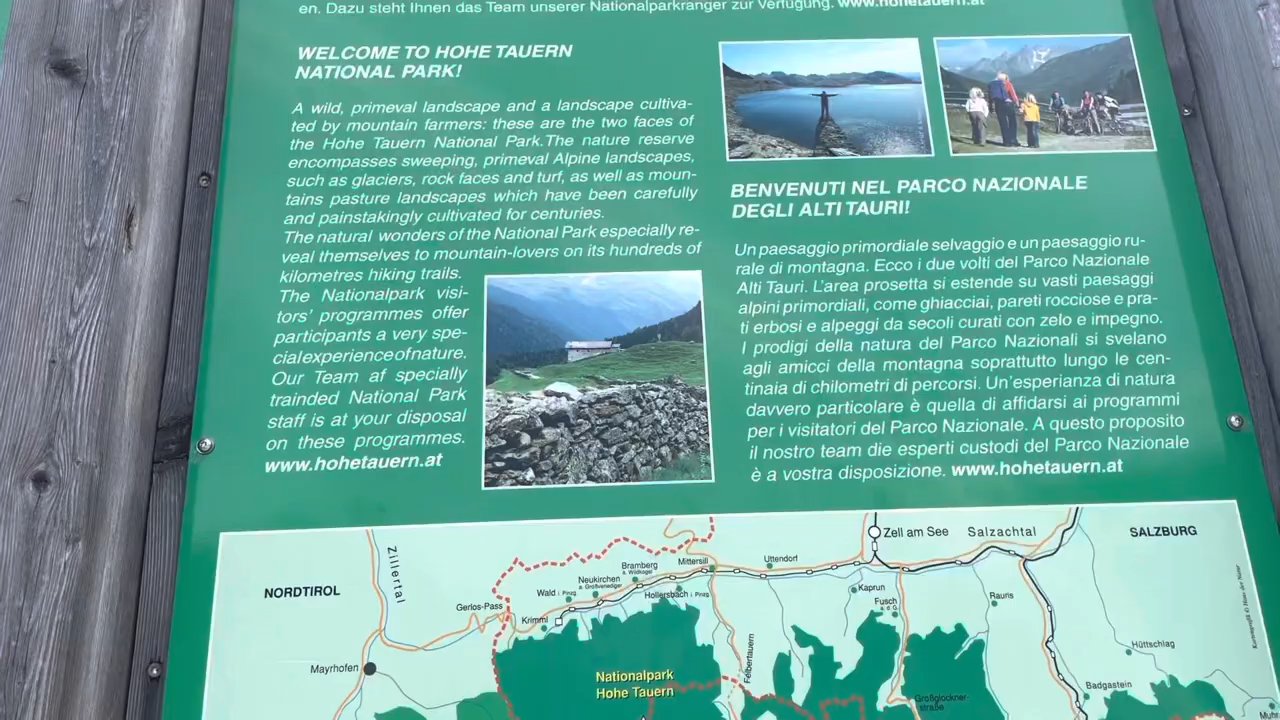 en. Dazu steht Ihnen das Team unserer Nationalparkranger zur Verfügung. www.hohetauern.at
WELCOME TO HOHE TAUERN
NATIONAL PARK!
A wild, primeval landscape and a landscape cultiva-
ted by mountain farmers: these are the two faces of
the Hohe Tauern National Park.The nature reserve
encompasses sweeping, primeval Alpine landscapes,
such as glaciers, rock faces and turf, as well as moun-
tains pasture landscapes which have been carefully
and painstakingly cultivated for centuries.
The natural wonders of the National Park especially re-
veal themselves to mountain-lovers on its hundreds of
kilometres hiking trails.
The Nationalpark visi-
tors' programmes offer
participants a very spe-
cial experience of nature.
Our Team af specially
trainded National Park
staff is at your disposal
on these programmes.
www.hohetauern.at
BENVENUTI NEL PARCO NAZIONALE
DEGLI ALTI TAURI!
Un paesaggio primordiale selvaggio e un paesaggio ru-
rale di montagna. Ecco i due volti del Parco Nazionale
Alti Tauri. L'area prosetta si estende su vasti paesaggi
alpini primordiali, come ghiacciai, pareti rocciose e pra-
ti erbosi e alpeggi da secoli curati con zelo e impegno.
I prodigi della natura del Parco Nazionali si svelano
agli amicci della montagna soprattutto lungo le cen-
tinaia di chilometri di percorsi. Un'esperianza di natura
davvero particolare è quella di affidarsi ai programmi
per i visitatori del Parco Nazionale. A questo proposito
il nostro team die esperti custodi del Parco Nazionale
è a vostra disposizione. www.hohetauern.at
Zell am See
Salzachtal
SALZBURG
Zillertal
NORDTIROL
Mittersill
Uttendorf
Bramberg
a. Wildkogel
Neukirchen
a. Großvenediger
Wald i. Pinzg.
Hollersbach i. Pinzg.
Kaprun
Fusch
a. d. G.
Rauris
Gerlos-Pass
Krimml
Hüttschlag
Mayrhofen
Felbertauern
Nationalpark
Hohe Tauern
Badgastein
Großglockner-
straße